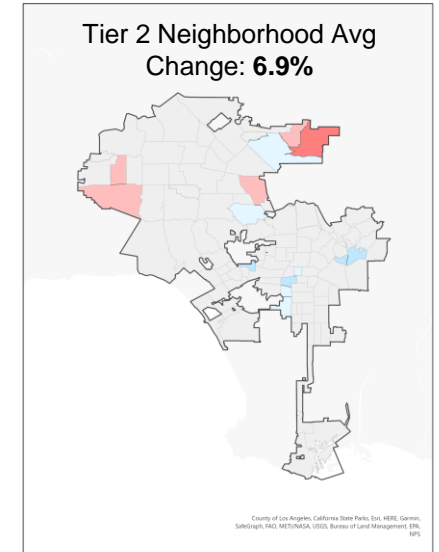 Tier 2 Neighborhood Avg
Change: 6.9%
County of Los Angeles, California State Parks, Esri, HERE, Garmin,
SafeGraph, FAO, METI/NASA, USGS, Bureau of Land Management, EPA,
NPS